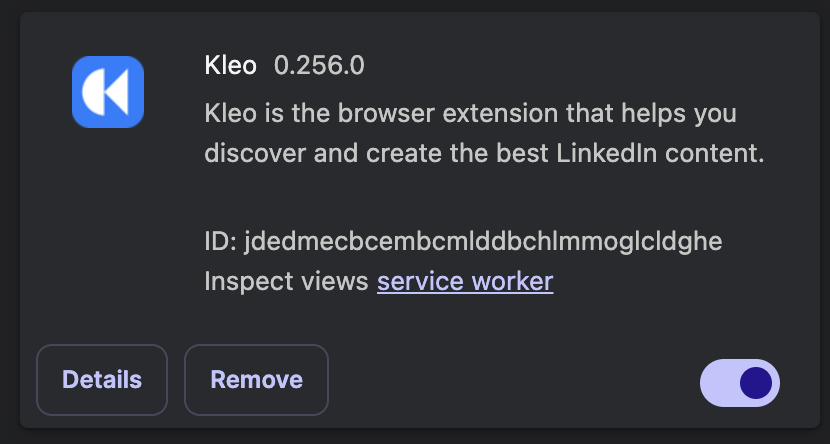 Kleo 0.256.0
Kleo is the browser extension that helps you
discover and create the best LinkedIn content.
ID: jdedmecbcembcmlddbchlmmoglcldghe
Inspect views service worker
Details Remove